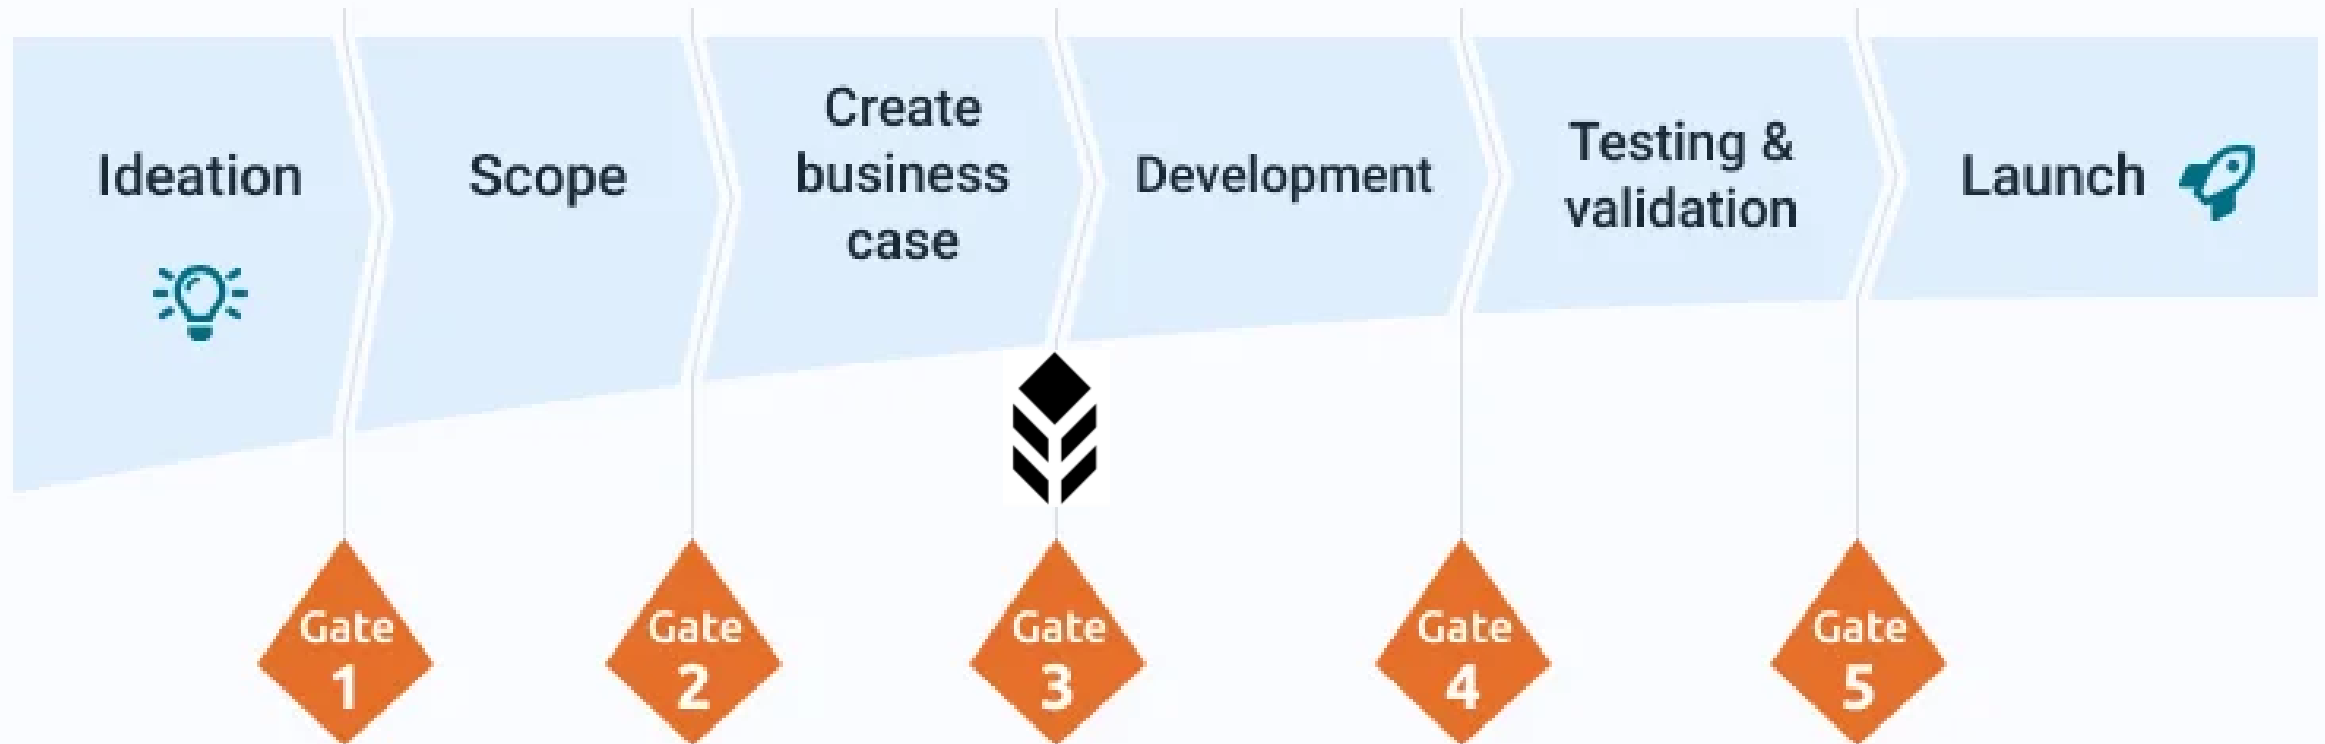 Ideation
Scope
Create
business
case
Development
Testing &
validation
Launch
Gate
1
Gate
2
Gate
3
Gate
4
Gate
5